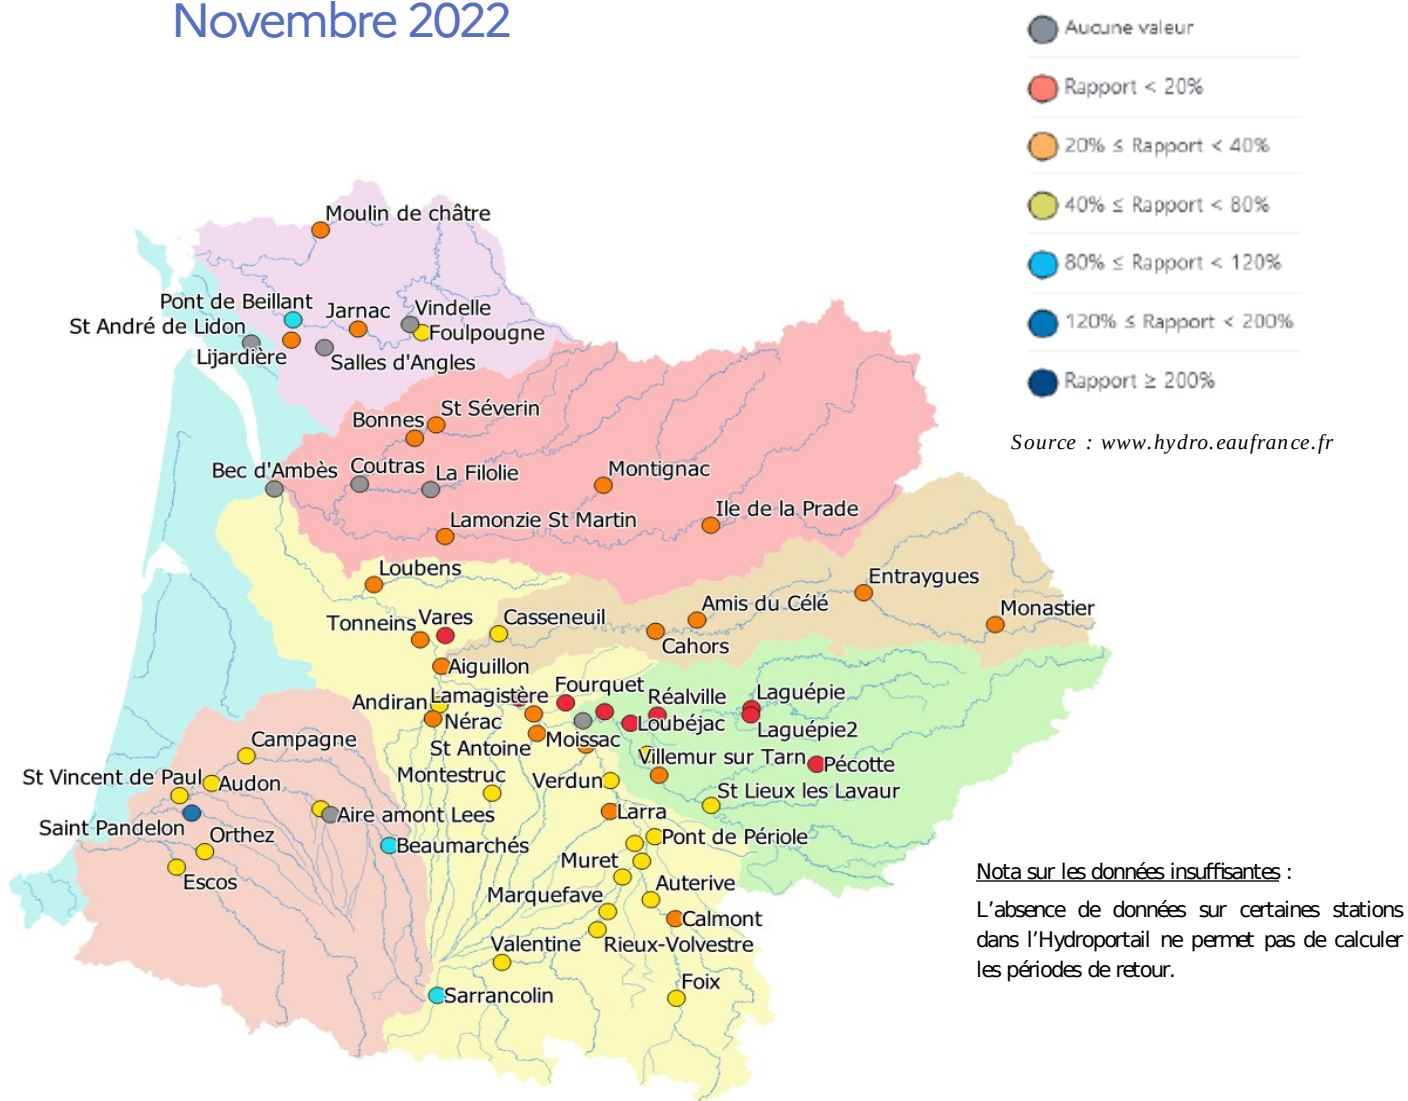 Novembre 2022
Aucune valeur
Rapport < 20%
20% ≤ Rapport < 40%
40% ≤ Rapport < 80%
80% ≤ Rapport < 120%
120% ≤ Rapport < 200%
Rapport ≥ 200%
Source : www.hydro.eaufrance.fr
Moulin de châtre
Pont de Beillant
Jarnac
Vindelle
St André de Lidon
Foulpougne
Lijardière
Salles d'Angles
St Séverin
Bonnes
Bec d'Ambès
Coutras
La Filolie
Montignac
Ile de la Prade
Lamonzie St Martin
Loubens
Entraygues
Amis du Célé
Monastier
Tonneins
Vares
Casseneuil
Cahors
Aiguillon
Fourquet
Réalville
Laguépie
Andiran
Lamagistère
Nérac
Loubéjac
Laguépie2
St Antoine
Moissac
Campagne
Villemur sur Tarn
Pécotte
St Vincent de Paul
Audon
Montestruc
Verdun
St Lieux les Lavaur
Aire amont Lees
Larra
Saint Pandelon
Orthez
Beaumarchés
Pont de Périole
Muret
Escos
Auterive
Marquefave
Calmont
Valentine
Rieux-Volvestre
Foix
Sarrancolin
Nota sur les données insuffisantes :
L'absence de données sur certaines stations
dans l'Hydroportail ne permet pas de calculer
les périodes de retour.